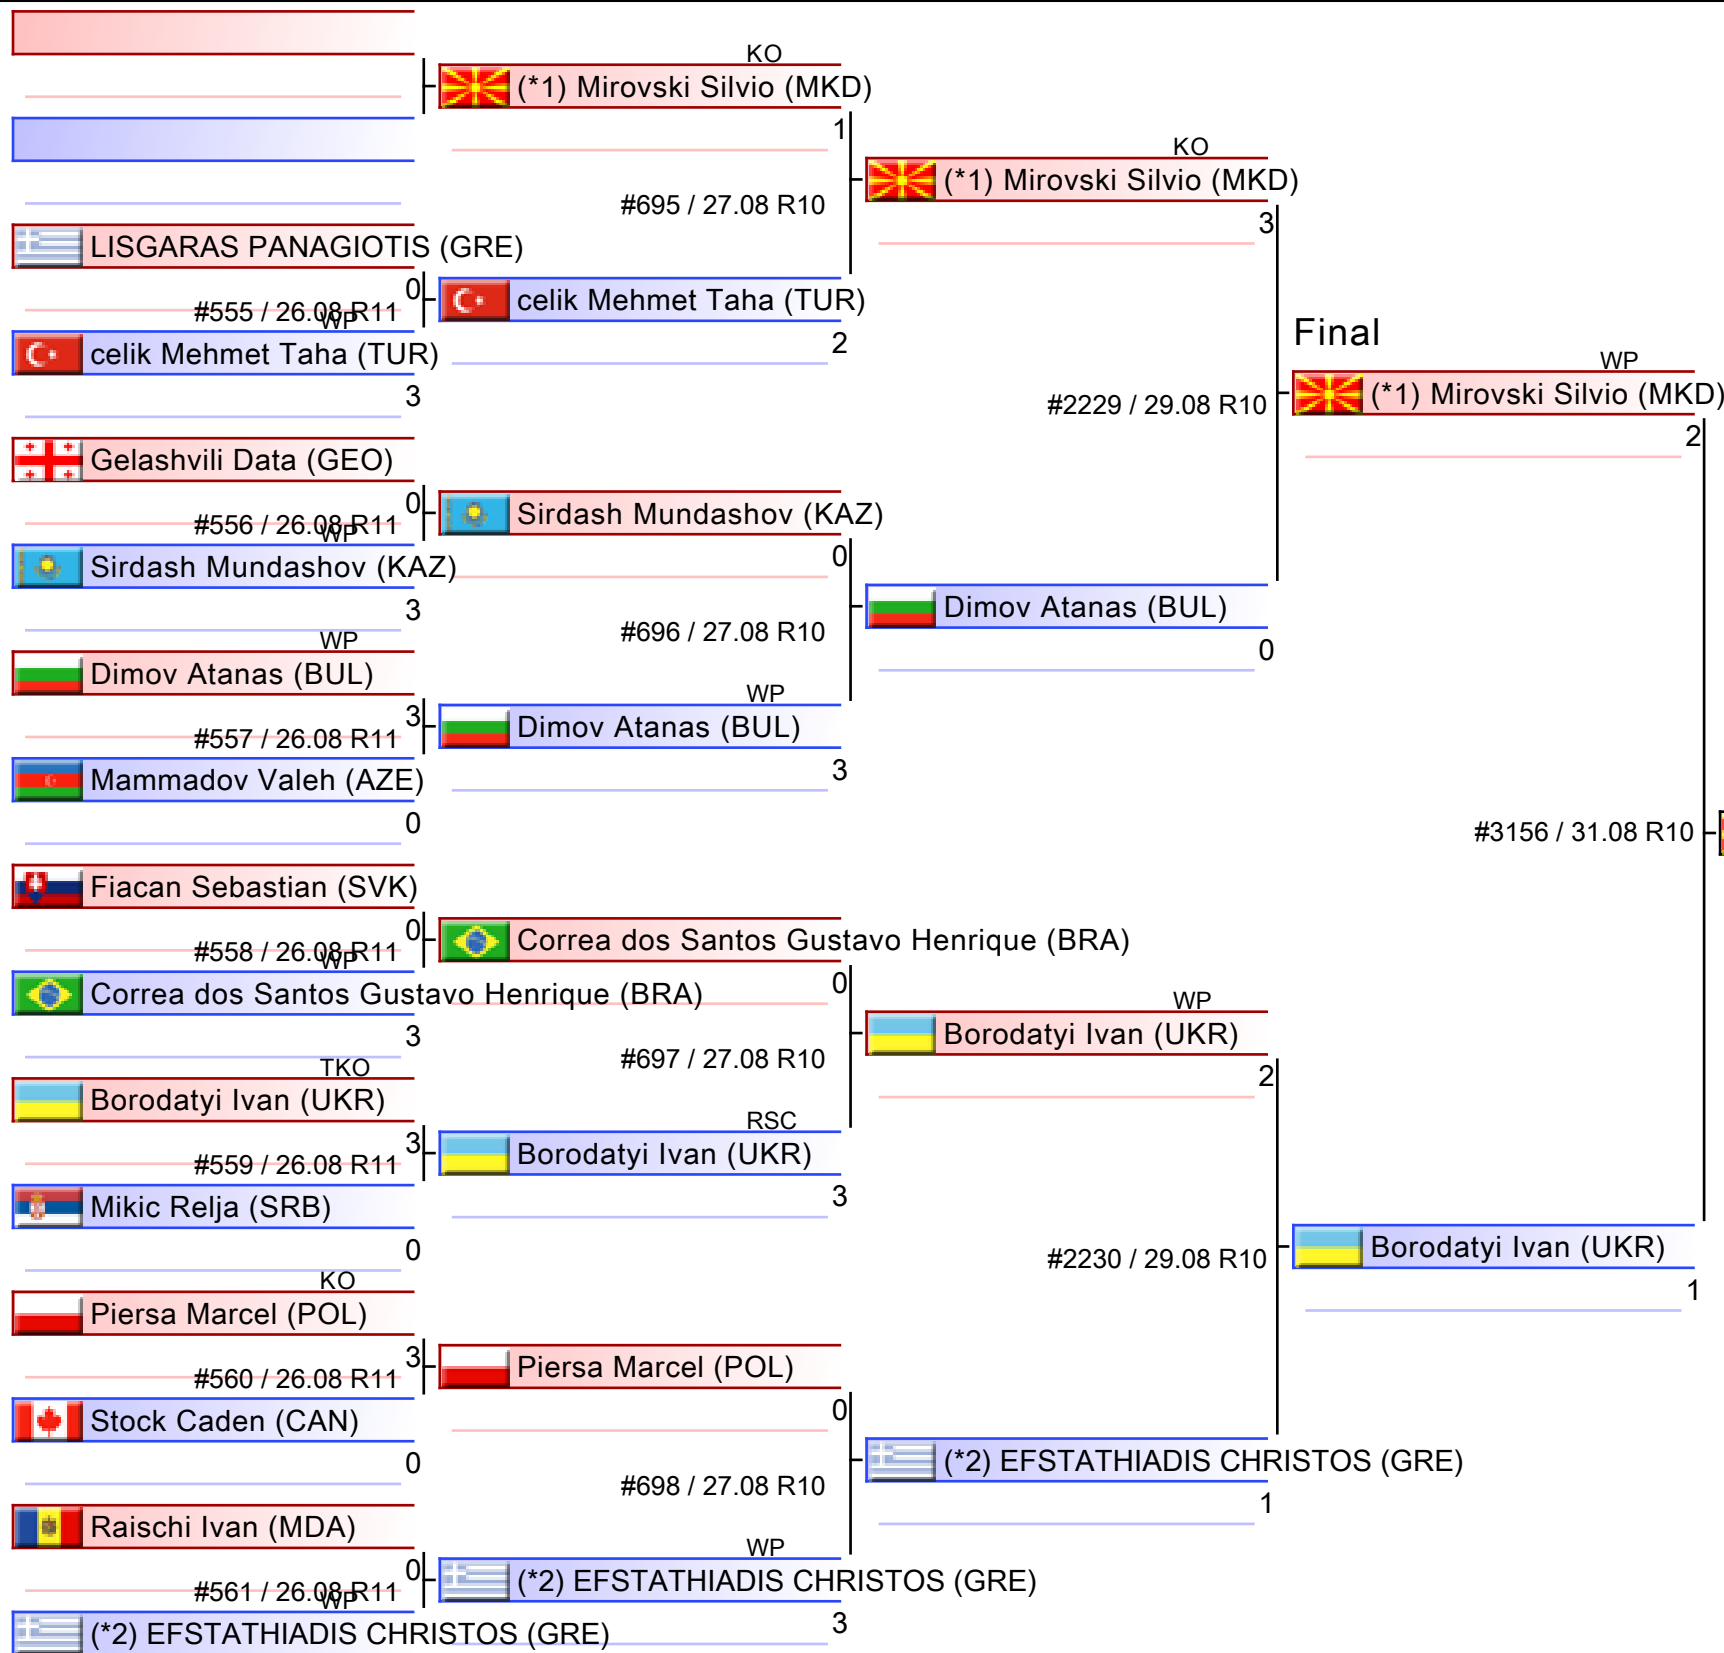 KO
(*1) Mirovski Silvio (MKD)
1
#695 / 27.08 R10
LISGARAS PANAGIOTIS (GRE)
0
#555 / 26.08 R11
WP
celik Mehmet Taha (TUR)
3
celik Mehmet Taha (TUR)
2
KO
(*1) Mirovski Silvio (MKD)
3
#2229 / 29.08 R10
Gelashvili Data (GEO)
0
#556 / 26.08 R11
WP
Sirdash Mundashov (KAZ)
3
Sirdash Mundashov (KAZ)
0
#696 / 27.08 R10
WP
Dimov Atanas (BUL)
3
#557 / 26.08 R11
Mammadov Valeh (AZE)
0
WP
Dimov Atanas (BUL)
3
Dimov Atanas (BUL)
0
Final
WP
(*1) Mirovski Silvio (MKD)
2
#3156 / 31.08 R10
Fiacan Sebastian (SVK)
0
#558 / 26.08 R11
WP
Correa dos Santos Gustavo Henrique (BRA)
3
Correa dos Santos Gustavo Henrique (BRA)
0
#697 / 27.08 R10
TKO
Borodatyi Ivan (UKR)
3
#559 / 26.08 R11
Mikic Relja (SRB)
0
RSC
Borodatyi Ivan (UKR)
3
WP
Borodatyi Ivan (UKR)
2
#2230 / 29.08 R10
Borodatyi Ivan (UKR)
1
KO
Piersa Marcel (POL)
3
#560 / 26.08 R11
Stock Caden (CAN)
0
Piersa Marcel (POL)
0
#698 / 27.08 R10
(*2) EFSTATHIADIS CHRISTOS (GRE)
1
Raischi Ivan (MDA)
0
#561 / 26.08 R11
WP
(*2) EFSTATHIADIS CHRISTOS (GRE)
WP
(*2) EFSTATHIADIS CHRISTOS (GRE)
3